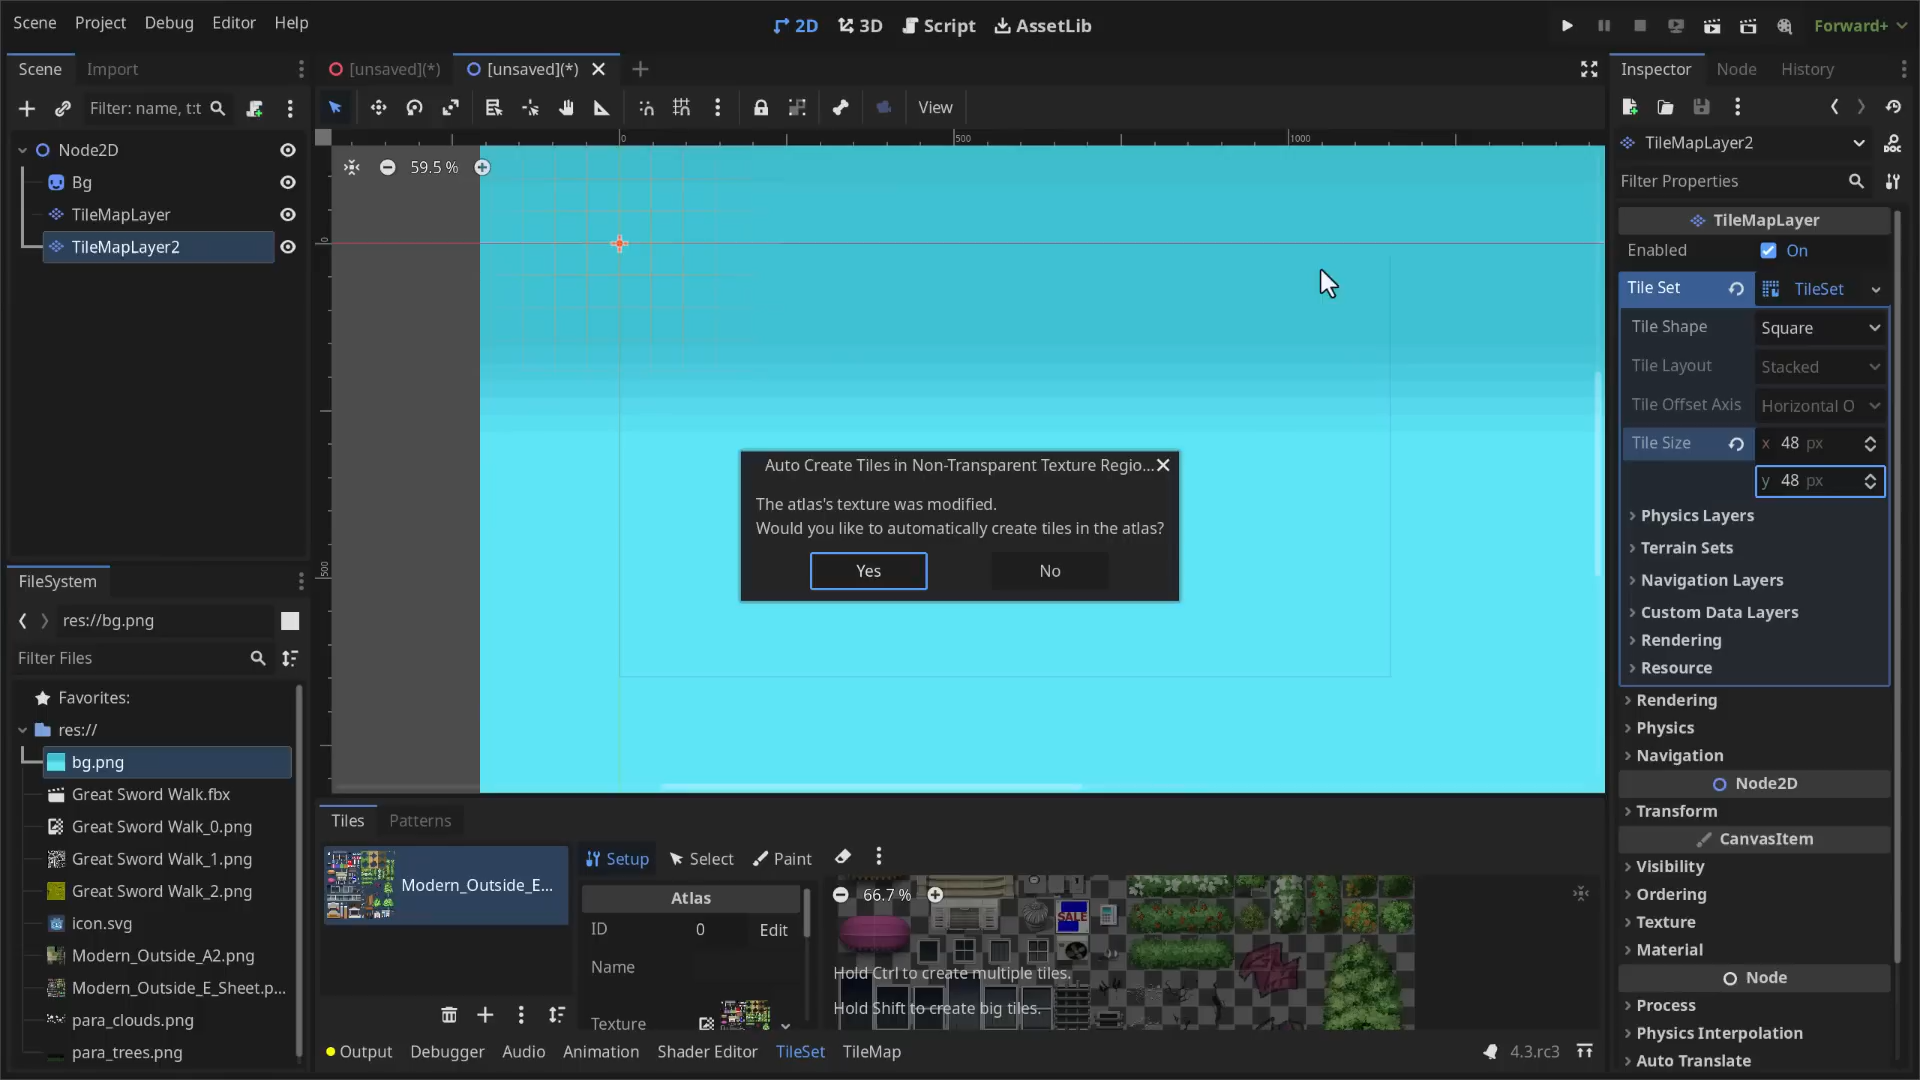 Scene Project Debug Editor Help
2D 3D Script AssetLib
Forward+
Scene Import
[unsaved](*) [unsaved](*)
Inspector Node History
Filter: name, t:t
View
Node2D
Bg
TileMapLayer
TileMapLayer2
59.5 %
0 500 1000
0
500
TileMapLayer2
DOC
Filter Properties
TileMapLayer
Enabled On
Tile Set TileSet
Tile Shape Square
Tile Layout Stacked
Tile Offset Axis Horizontal O
Tile Size x 48 px
y 48 px
Physics Layers
Terrain Sets
Navigation Layers
Custom Data Layers
Rendering
Resource
Rendering
Physics
Navigation
Node2D
Transform
CanvasItem
Visibility
Ordering
Texture
Material
Node
Process
Physics Interpolation
Auto Translate
Auto Create Tiles in Non-Transparent Texture Regio...
The atlas's texture was modified.
Would you like to automatically create tiles in the atlas?
Yes No
FileSystem
res://bg.png
Filter Files
Favorites:
res://
bg.png
Great Sword Walk.fbx
Great Sword Walk_0.png
Great Sword Walk_1.png
Great Sword Walk_2.png
icon.svg
Modern_Outside_A2.png
Modern_Outside_E_Sheet.p...
para_clouds.png
para_trees.png
Tiles Patterns
Modern_Outside_E...
Setup Select Paint
Atlas
ID 0 Edit
Name
Texture
66.7 %
SALE
Hold Ctrl to create multiple tiles.
Hold Shift to create big tiles.
Output Debugger Audio Animation Shader Editor TileSet TileMap
4.3.rc3